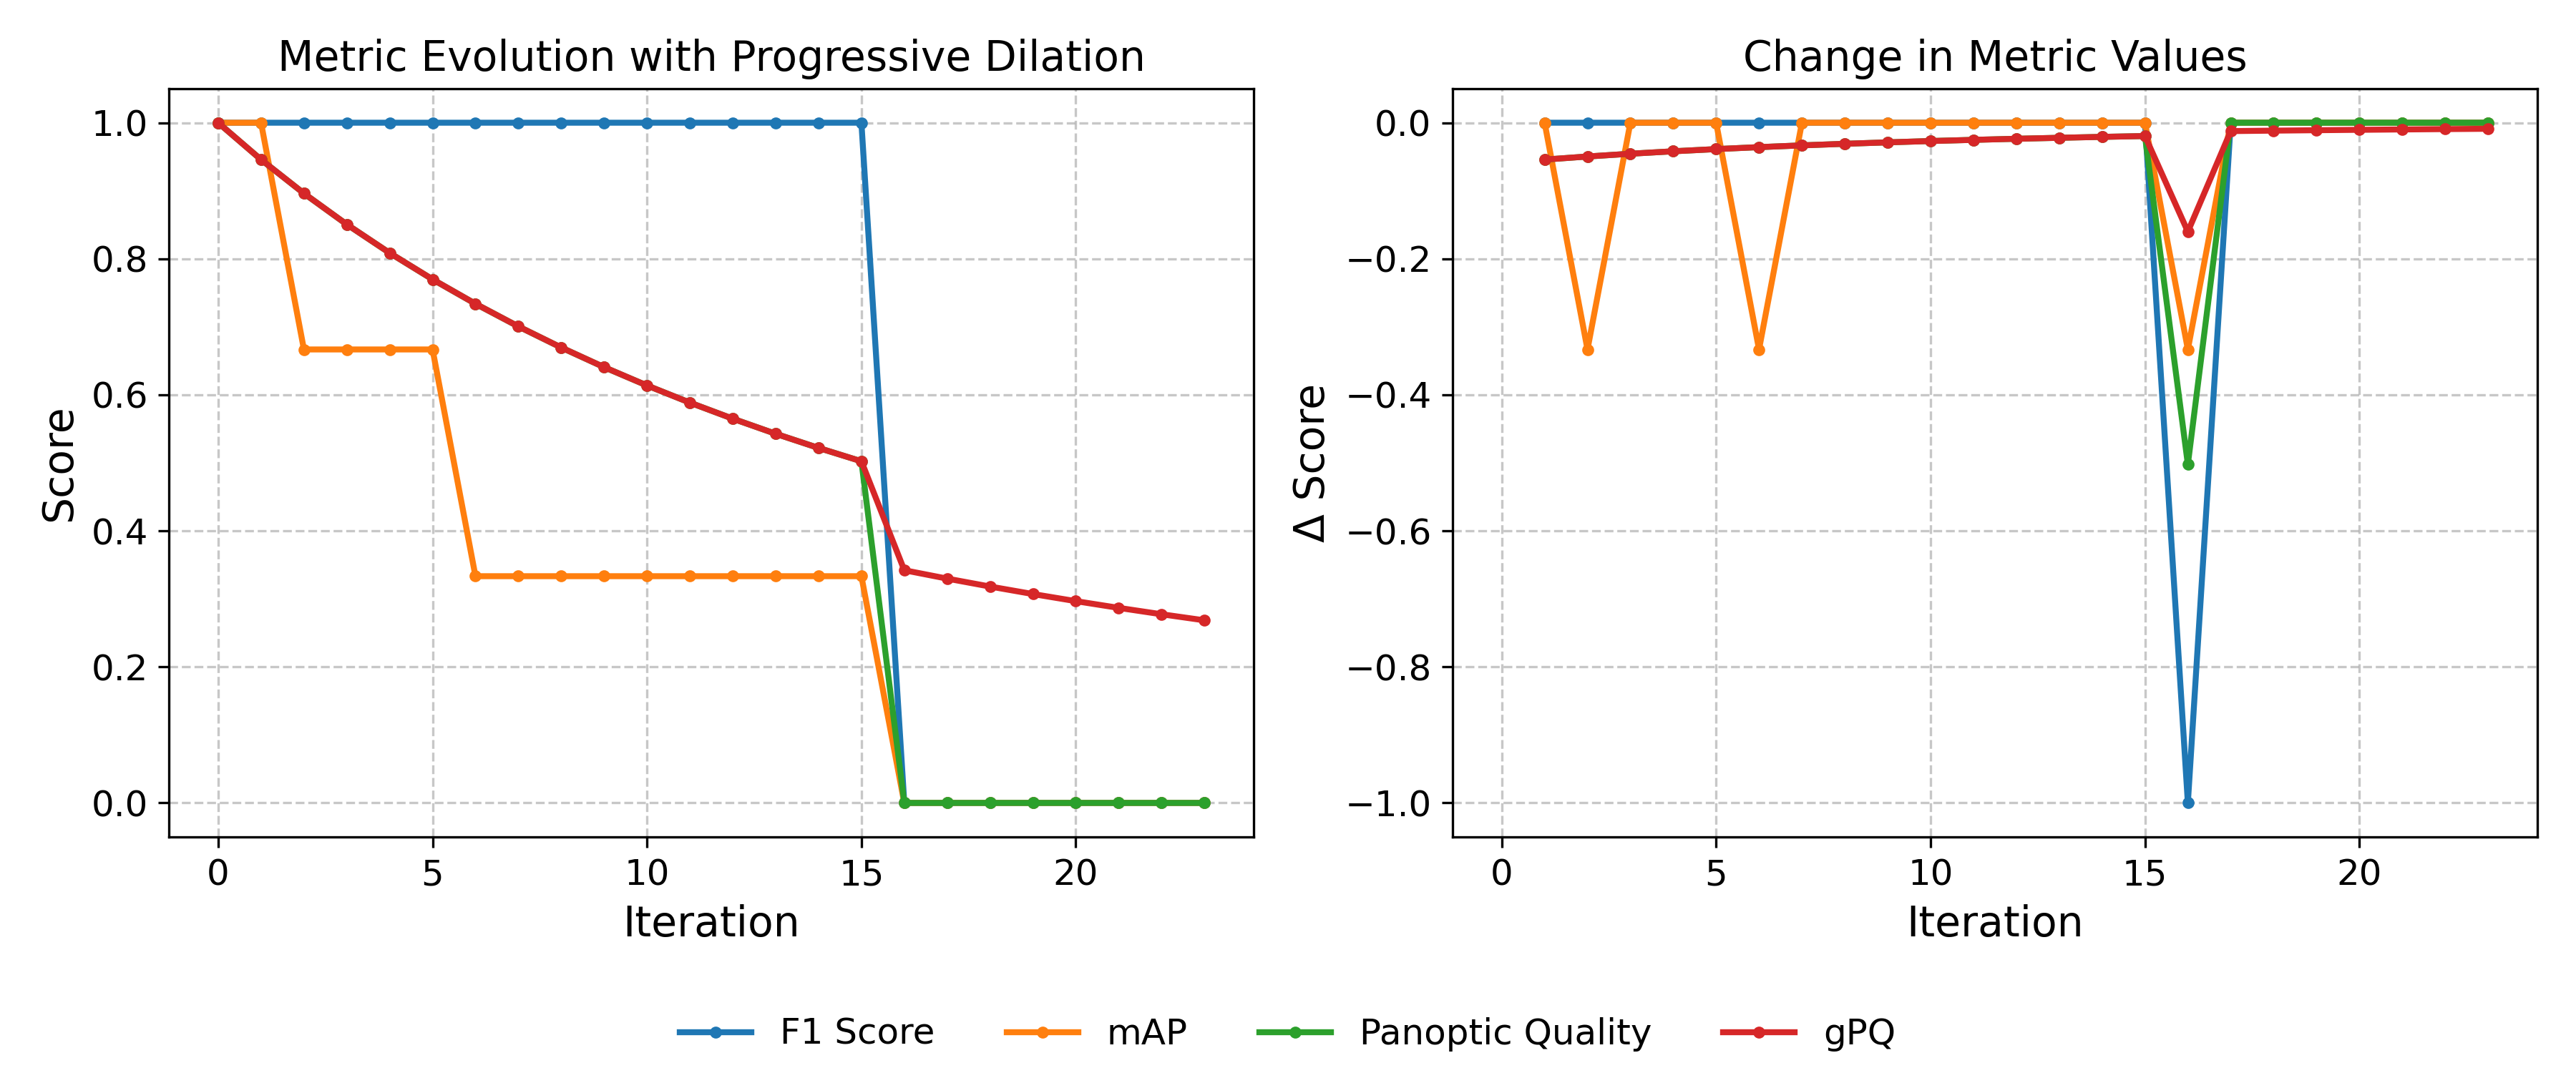 Metric Evolution with Progressive Dilation
1.0
0.8
0.6
0.4
0.2
0.0
Score
0
5
10
15
20
Iteration
Change in Metric Values
0.0
−0.2
−0.4
−0.6
−0.8
−1.0
Δ Score
0
5
10
15
20
Iteration
F1 Score
mAP
Panoptic Quality
gPQ